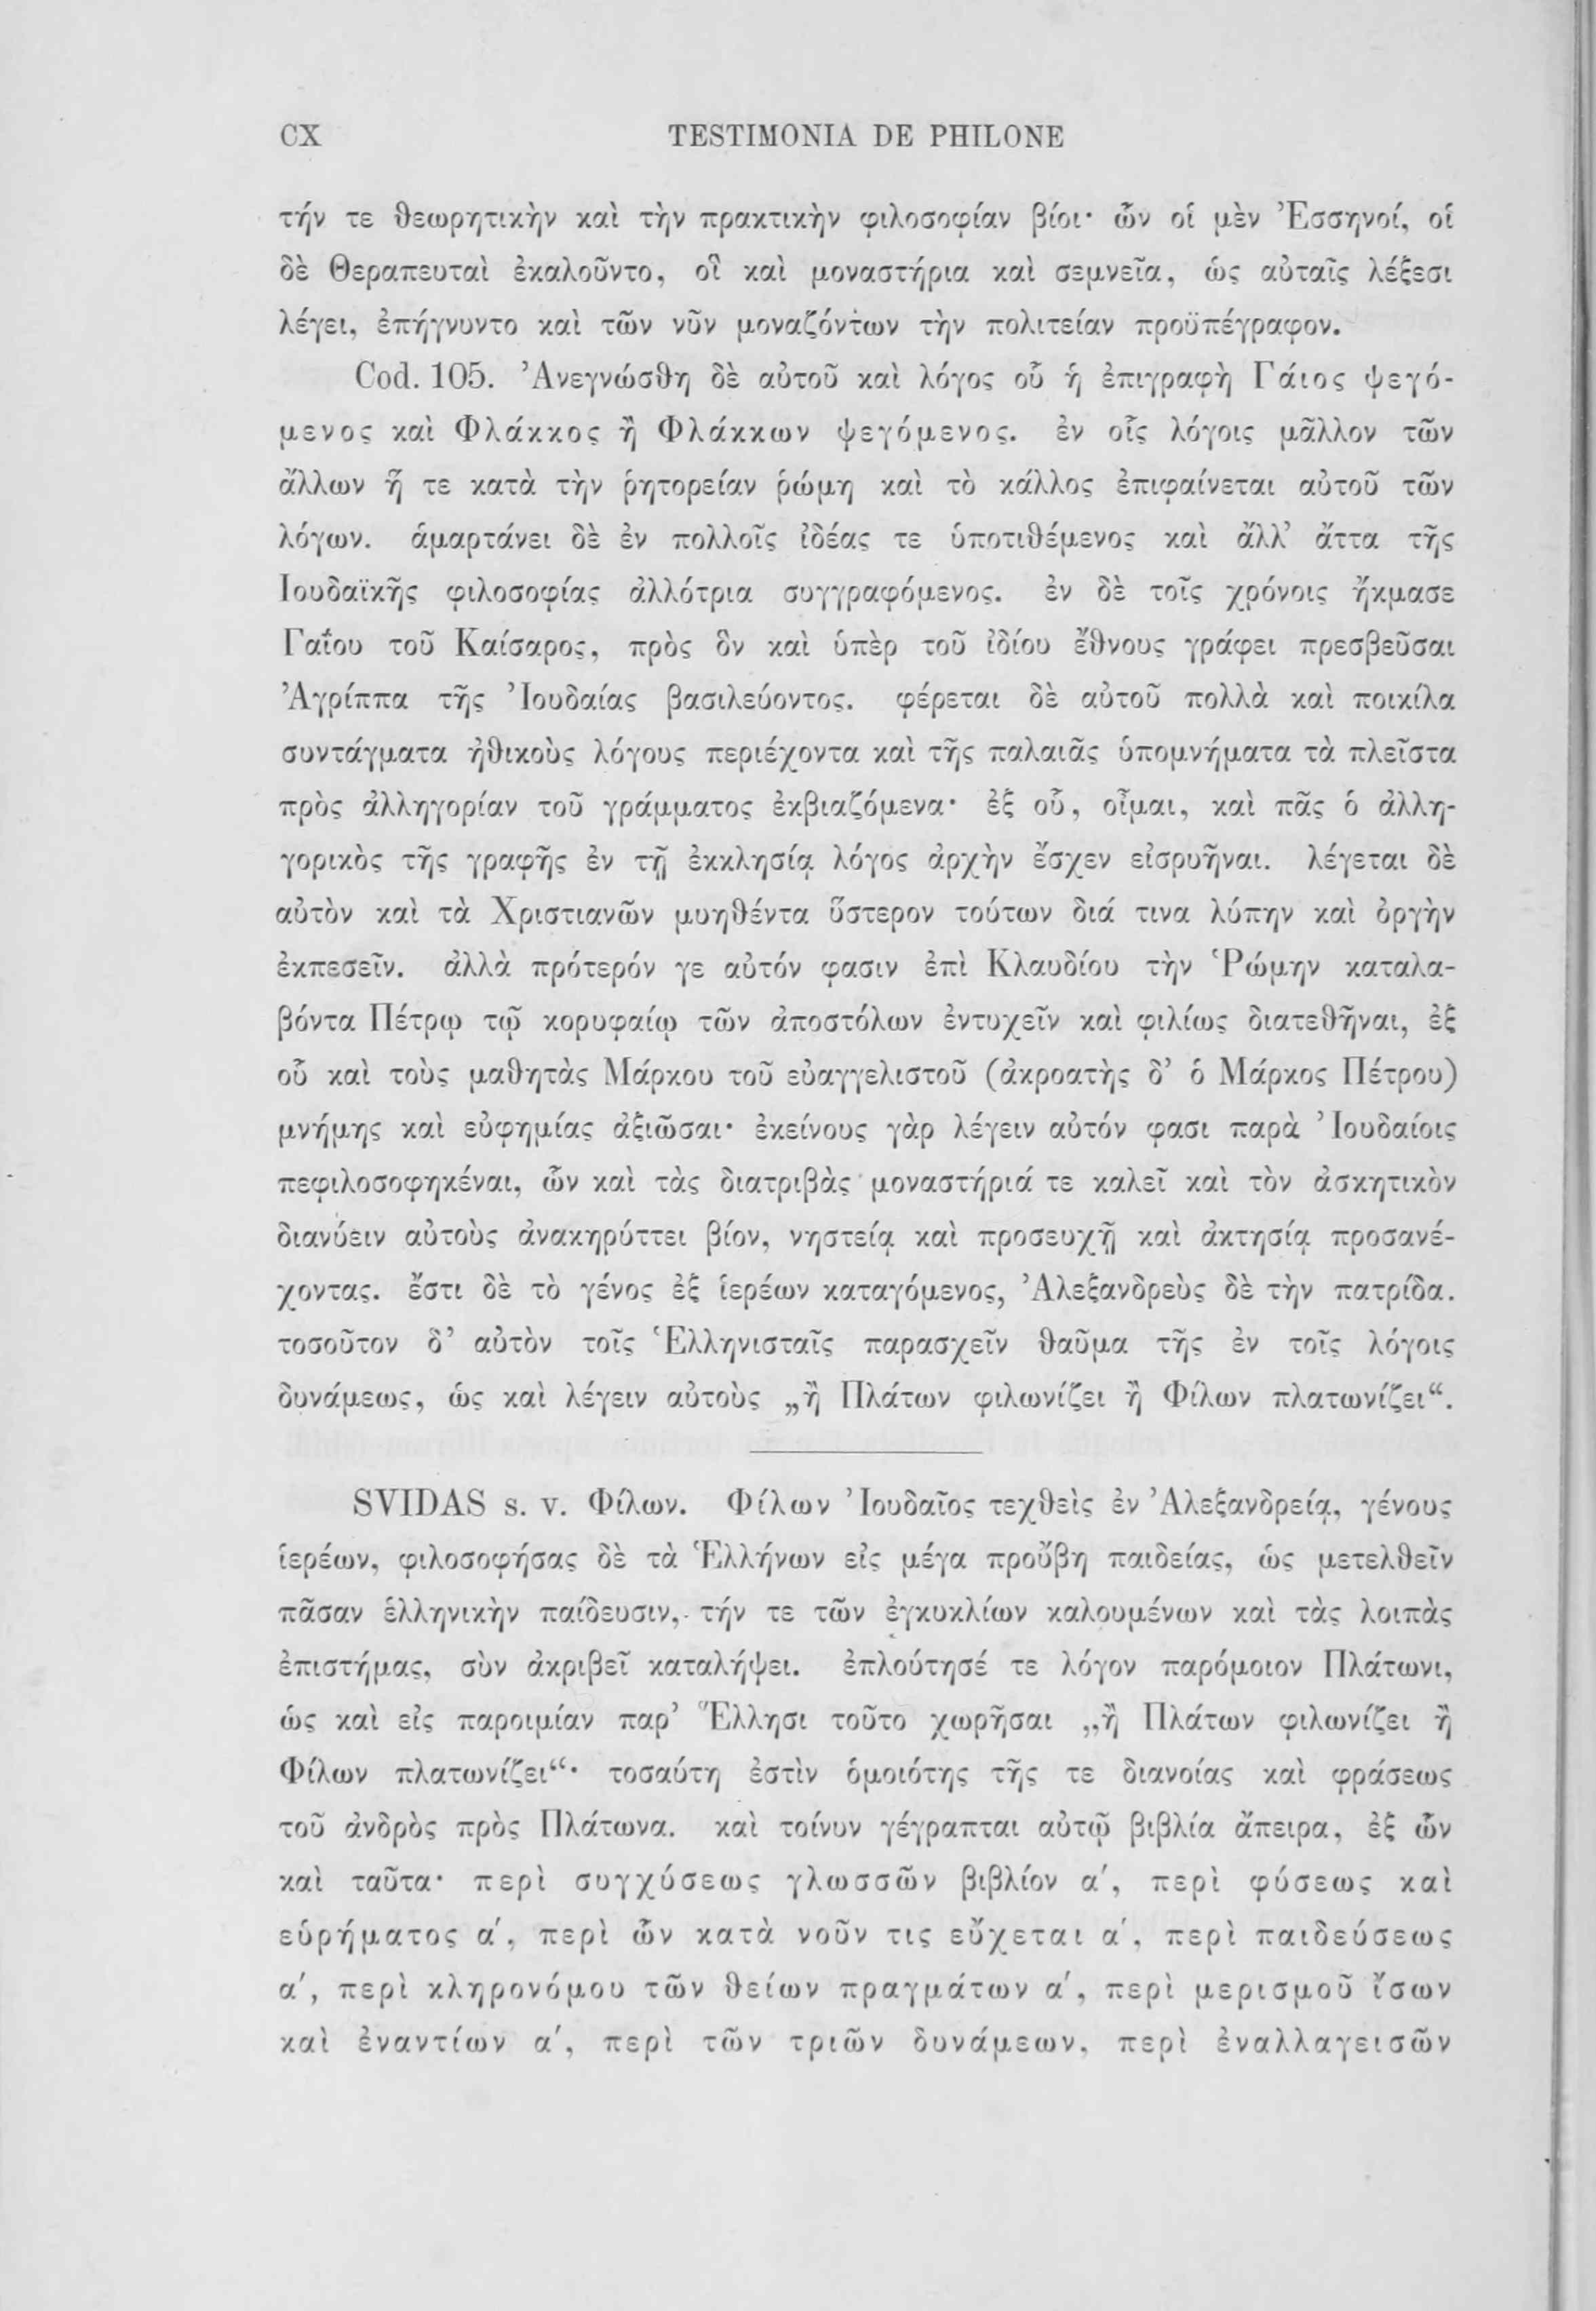 CX TESTIMONIA DE PHILONE
τήν τε θεωρητικὴν καὶ τὴν πρακτικὴν φιλοσοφίαν βίοι· ὧν οἱ μὲν Ἐσσηνοί, οἱ
δὲ Θεραπευταὶ ἐκαλοῦντο, οἳ καὶ μοναστήρια καὶ σεμνεῖα, ὡς αὐταῖς λέξεσι
λέγει, ἐπήγνυντο καὶ τῶν νῦν μοναζόντων τὴν πολιτείαν προϋπέγραφον.
Cod. 105. Ἀνεγνώσθη δὲ αὐτοῦ καὶ λόγος οὗ ἡ ἐπιγραφὴ Γάιος ψεγό-
μενος καὶ Φλάκκος ἢ Φλάκκων ψεγόμενος. ἐν οἷς λόγοις μᾶλλον τῶν
ἄλλων ἥ τε κατὰ τὴν ῥητορείαν ῥώμη καὶ τὸ κάλλος ἐπιφαίνεται αὐτοῦ τῶν
λόγων. ἁμαρτάνει δὲ ἐν πολλοῖς ἰδέας τε ὑποτιθέμενος καὶ ἄλλ’ ἄττα τῆς
Ιουδαϊκῆς φιλοσοφίας ἀλλότρια συγγραφόμενος. ἐν δὲ τοῖς χρόνοις ἤκμασε
Γαΐου τοῦ Καίσαρος, πρὸς ὃν καὶ ὑπὲρ τοῦ ἰδίου ἔθνους γράφει πρεσβεῦσαι
Ἀγρίππα τῆς Ἰουδαίας βασιλεύοντος. φέρεται δὲ αὐτοῦ πολλὰ καὶ ποικίλα
συντάγματα ἠθικοὺς λόγους περιέχοντα καὶ τῆς παλαιᾶς ὑπομνήματα τὰ πλεῖστα
πρὸς ἀλληγορίαν τοῦ γράμματος ἐκβιαζόμενα· ἐξ οὗ, οἶμαι, καὶ πᾶς ὁ ἀλλη-
γορικὸς τῆς γραφῆς ἐν τῇ ἐκκλησίᾳ λόγος ἀρχὴν ἔσχεν εἰσρυῆναι. λέγεται δὲ
αὐτὸν καὶ τὰ Χριστιανῶν μυηθέντα ὕστερον τούτων διά τινα λύπην καὶ ὀργὴν
ἐκπεσεῖν. ἀλλὰ πρότερόν γε αὐτόν φασιν ἐπὶ Κλαυδίου τὴν Ῥώμην καταλα-
βόντα Πέτρῳ τῷ κορυφαίῳ τῶν ἀποστόλων ἐντυχεῖν καὶ φιλίως διατεθῆναι, ἐξ
οὗ καὶ τοὺς μαθητὰς Μάρκου τοῦ εὐαγγελιστοῦ (ἀκροατὴς δ’ ὁ Μάρκος Πέτρου)
μνήμης καὶ εὐφημίας ἀξιῶσαι· ἐκείνους γὰρ λέγειν αὐτόν φασι παρὰ Ἰουδαίοις
πεφιλοσοφηκέναι, ὧν καὶ τὰς διατριβὰς μοναστήριά τε καλεῖ καὶ τὸν ἀσκητικὸν
διανύειν αὐτοὺς ἀνακηρύττει βίον, νηστείᾳ καὶ προσευχῇ καὶ ἀκτησίᾳ προσανέ-
χοντας. ἔστι δὲ τὸ γένος ἐξ ἱερέων καταγόμενος, Ἀλεξανδρεὺς δὲ τὴν πατρίδα.
τοσοῦτον δ’ αὐτὸν τοῖς Ἑλληνισταῖς παρασχεῖν θαῦμα τῆς ἐν τοῖς λόγοις
δυνάμεως, ὡς καὶ λέγειν αὐτοὺς „ἢ Πλάτων φιλωνίζει ἢ Φίλων πλατωνίζει“.
SVIDAS s. v. Φίλων. Φίλων Ἰουδαῖος τεχθεὶς ἐν Ἀλεξανδρείᾳ, γένους
ἱερέων, φιλοσοφήσας δὲ τὰ Ἑλλήνων εἰς μέγα προὔβη παιδείας, ὡς μετελθεῖν
πᾶσαν ἑλληνικὴν παίδευσιν, τήν τε τῶν ἐγκυκλίων καλουμένων καὶ τὰς λοιπὰς
ἐπιστήμας, σὺν ἀκριβεῖ καταλήψει. ἐπλούτησέ τε λόγον παρόμοιον Πλάτωνι,
ὡς καὶ εἰς παροιμίαν παρ’ Ἕλλησι τοῦτο χωρῆσαι „ἢ Πλάτων φιλωνίζει ἢ
Φίλων πλατωνίζει“· τοσαύτη ἐστὶν ὁμοιότης τῆς τε διανοίας καὶ φράσεως
τοῦ ἀνδρὸς πρὸς Πλάτωνα. καὶ τοίνυν γέγραπται αὐτῷ βιβλία ἄπειρα, ἐξ ὧν
καὶ ταῦτα· περὶ συγχύσεως γλωσσῶν βιβλίον α΄, περὶ φύσεως καὶ
εὑρήματος α΄, περὶ ὧν κατὰ νοῦν τις εὔχεται α΄, περὶ παιδεύσεως
α΄, περὶ κληρονόμου τῶν θείων πραγμάτων α΄, περὶ μερισμοῦ ἴσων
καὶ ἐναντίων α΄, περὶ τῶν τριῶν δυνάμεων, περὶ ἐναλλαγεισῶν